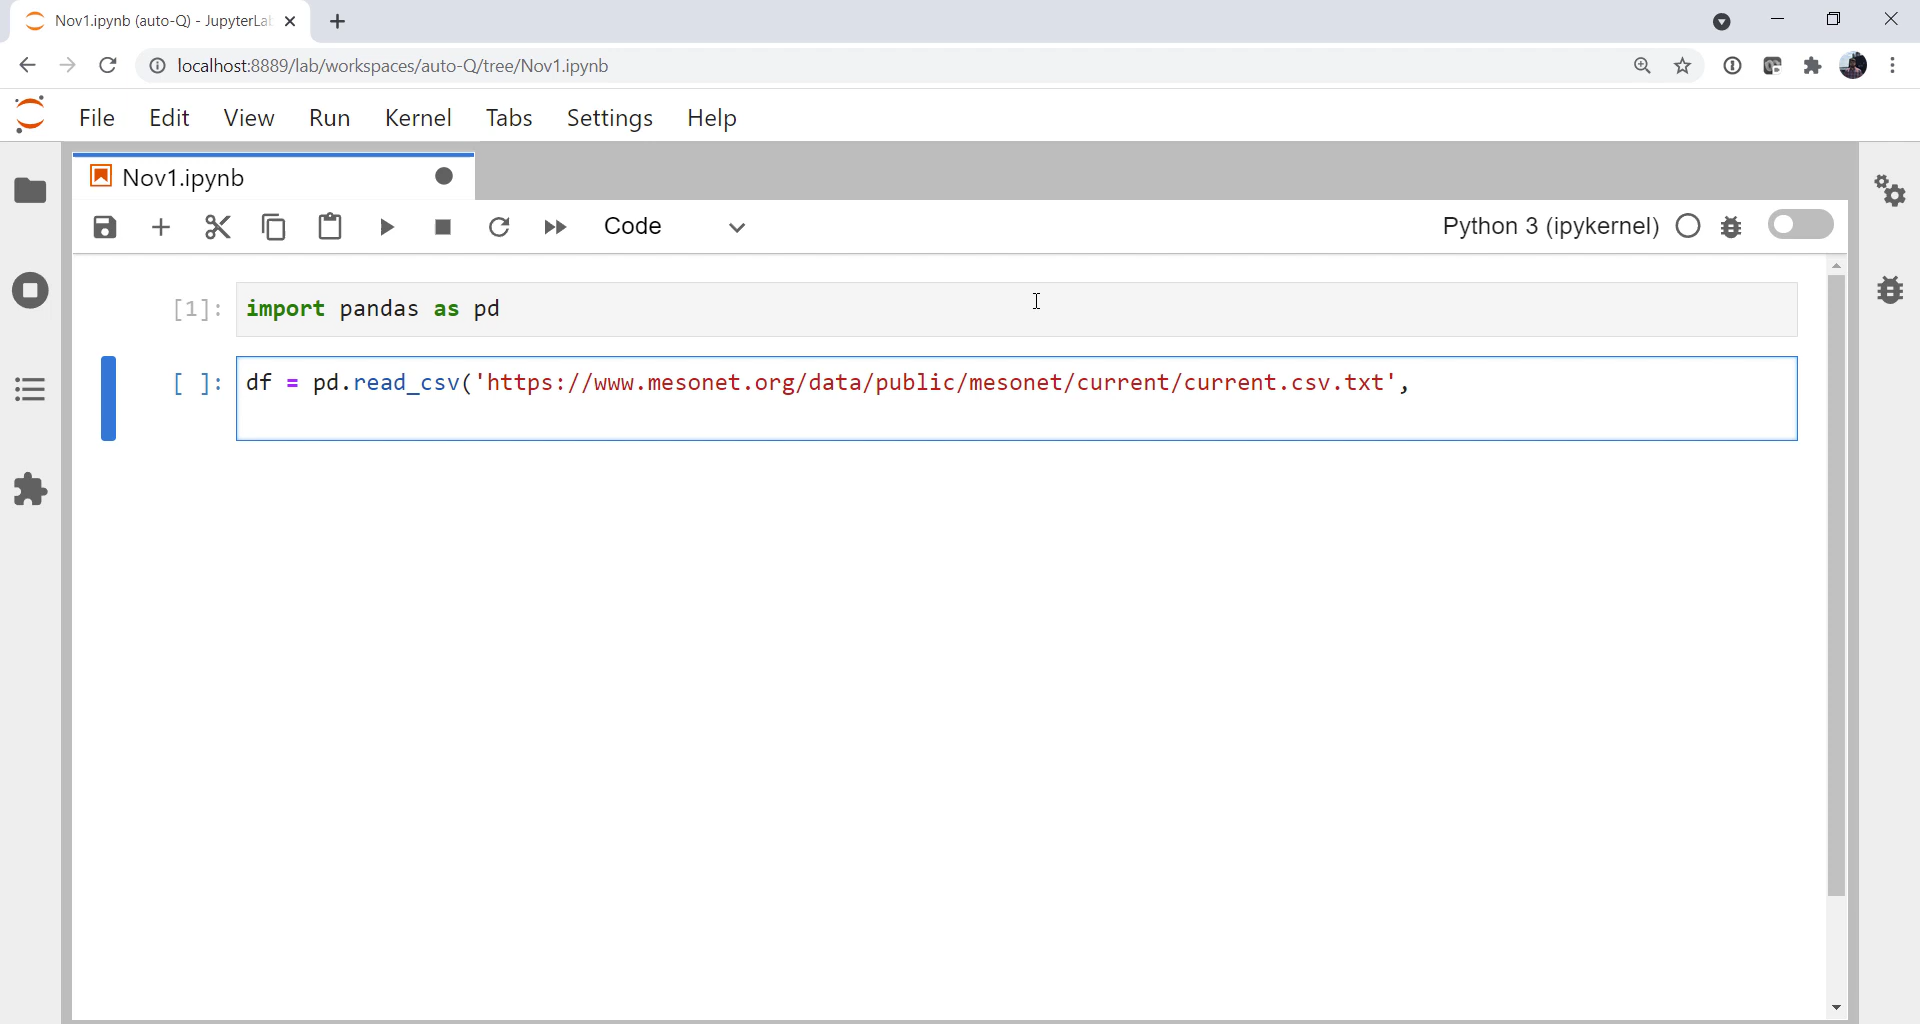 Nov1.ipynb (auto-Q) - JupyterLa
localhost:8889/lab/workspaces/auto-Q/tree/Nov1.ipynb
File Edit View Run Kernel Tabs Settings Help
Nov1.ipynb
Code
Python 3 (ipykernel)
[1]: import pandas as pd
[ ]: df = pd.read_csv('https://www.mesonet.org/data/public/mesonet/current/current.csv.txt',